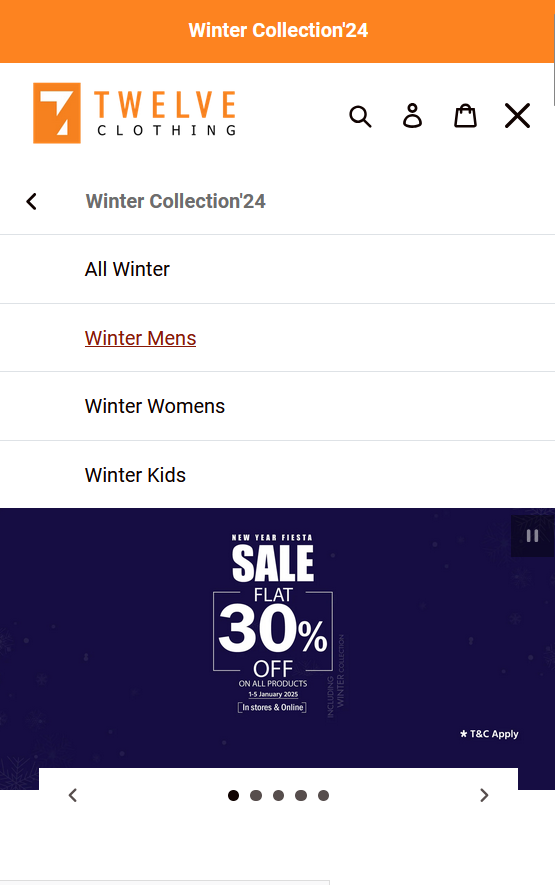 Winter Collection'24
TWELVE
CLOTHING
Winter Collection'24
All Winter
Winter Mens
Winter Womens
Winter Kids
NEW YEAR FIESTA
SALE
FLAT
30%
OFF
ON ALL PRODUCTS
1-5 January 2025
[In stores & Online]
INCLUDING
WINTER COLLECTION
* T&C Apply